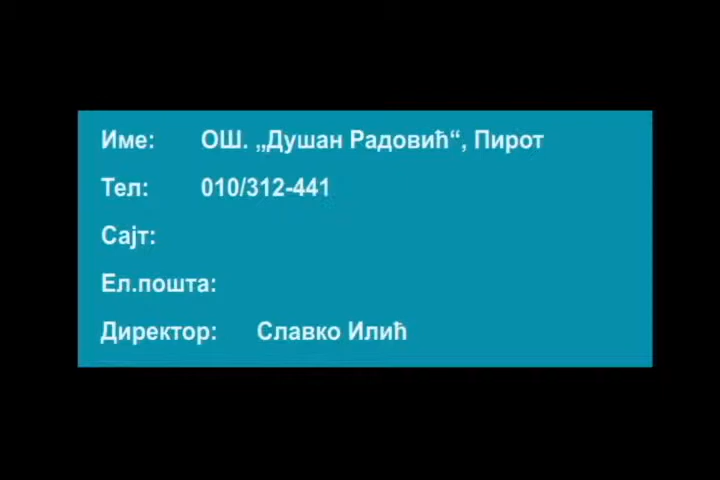 Име: ОШ. „Душан Радовић“, Пирот
Тел: 010/312-441
Сајт:
Ел.пошта:
Директор: Славко Илић